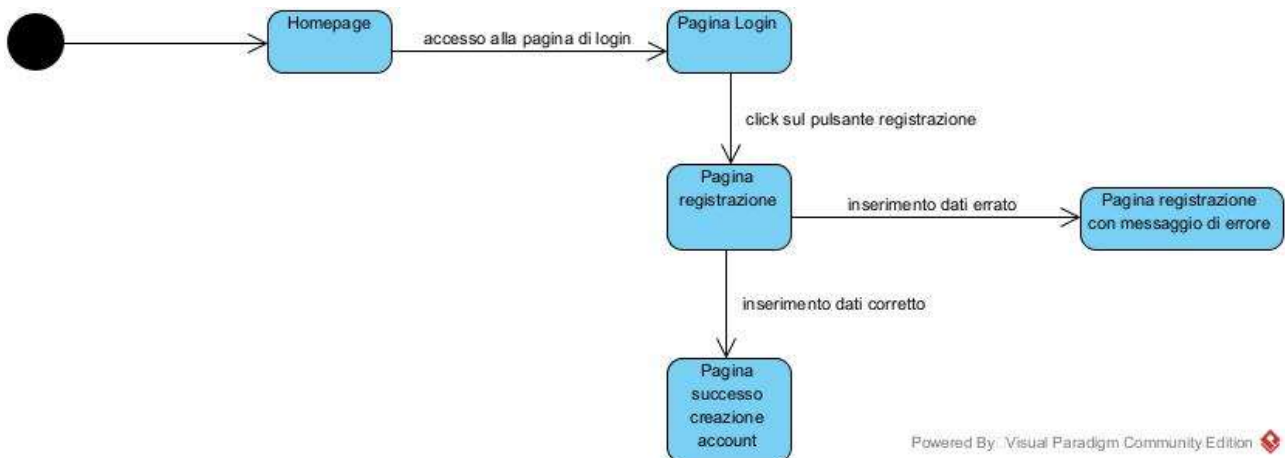 Homepage
accesso alla pagina di login
Pagina Login
click sul pulsante registrazione
Pagina
registrazione
inserimento dati errato
Pagina registrazione
con messaggio di errore
inserimento dati corretto
Pagina
successo
creazione
account
Powered By Visual Paradigm Community Edition